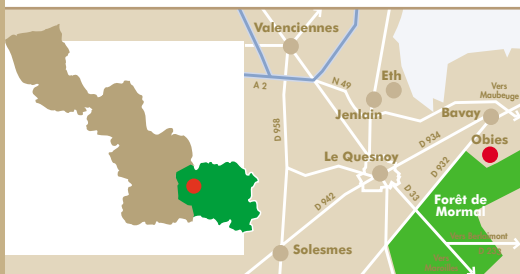 Valenciennes
A 2
N 49
Eth
Vers
Maubeuge
Jenlain
Bavay
D 958
D 934
Obies
Le Quesnoy
D 932
D 942
D 33
Forêt de
Mormal
Solesmes